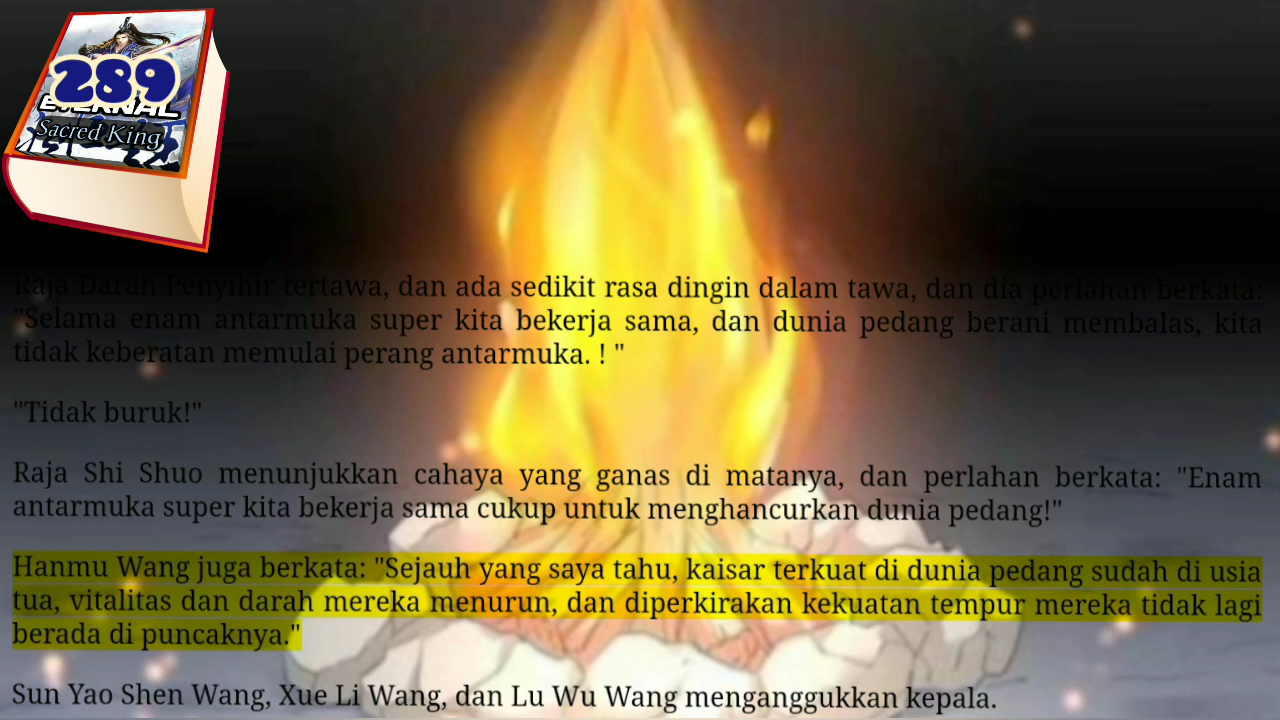 289
ETERNAL
Sacred King
Raja Darah Penyihir tertawa, dan ada sedikit rasa dingin dalam tawa, dan dia perlahan berkata:
"Selama enam antarmuka super kita bekerja sama, dan dunia pedang berani membalas, kita
tidak keberatan memulai perang antarmuka. ! "
"Tidak buruk!"
Raja Shi Shuo menunjukkan cahaya yang ganas di matanya, dan perlahan berkata: "Enam
antarmuka super kita bekerja sama cukup untuk menghancurkan dunia pedang!"
Hanmu Wang juga berkata: "Sejauh yang saya tahu, kaisar terkuat di dunia pedang sudah di usia
tua, vitalitas dan darah mereka menurun, dan diperkirakan kekuatan tempur mereka tidak lagi
berada di puncaknya."
Sun Yao Shen Wang, Xue Li Wang, dan Lu Wu Wang menganggukkan kepala.